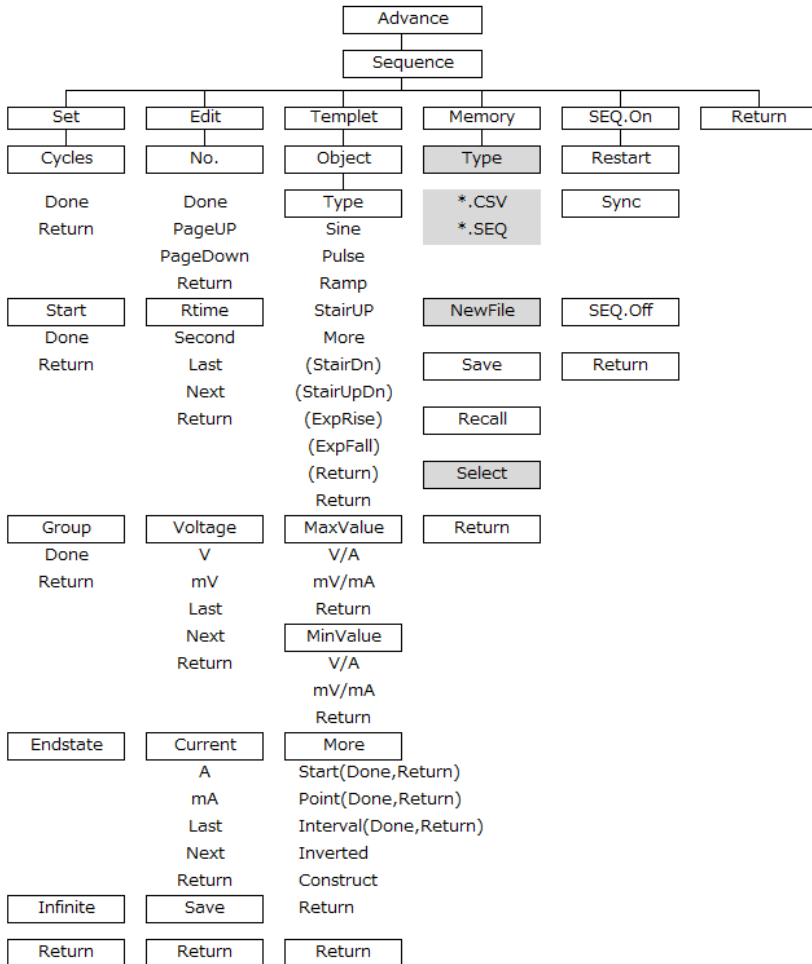 Advance
Sequence
Set Edit Templet Memory SEQ.On Return
Cycles No. Object Type Restart
Done Done Type *.CSV Sync
Return PageUP Sine *.SEQ
PageDown Pulse
Return Ramp
Start Rtime StairUP NewFile SEQ.Off
Done Second More
Return Last (StairDn) Save Return
Next (StairUpDn)
Return (ExpRise) Recall
(ExpFall)
(Return) Select
Return
Group Voltage MaxValue Return
Done V V/A
Return mV mV/mA
Last Return
Next MinValue
Return V/A
mV/mA
Return
Endstate Current More
A Start(Done,Return)
mA Point(Done,Return)
Last Interval(Done,Return)
Next Inverted
Return Construct
Infinite Save Return
Return Return Return